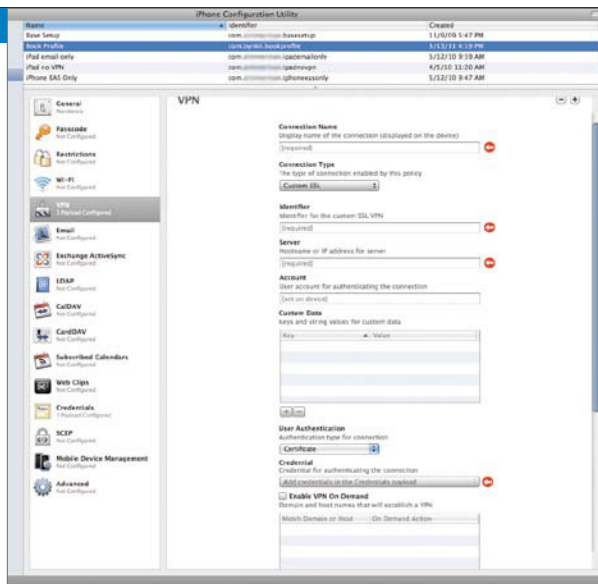 iPhone Configuration Utility
Name Identifier Created
Base Setup com. basesetup 11/9/09 5:47 PM
Book Profile bookprofile 5/13/11 4:19 PM
iPad email only com. ipademailonly 5/12/10 9:39 AM
iPad no VPN com. ipadnovpn 4/5/10 11:20 AM
iPhone EAS Only com. iphoneeasonly 5/12/10 9:47 AM
General
Mandatory
Passcode
Not Configured
Restrictions
Not Configured
Wi-Fi
Not Configured
VPN
1 Payload Configured
Email
Not Configured
Exchange ActiveSync
Not Configured
LDAP
Not Configured
CalDAV
Not Configured
CardDAV
Not Configured
Subscribed Calendars
Not Configured
Web Clips
Not Configured
Credentials
1 Payload Configured
SCEP
Not Configured
Mobile Device Management
Not Configured
Advanced
Not Configured
VPN
Connection Name
Display name of the connection (displayed on the device)
[required]
Connection Type
The type of connection enabled by this policy
Custom SSL
Identifier
Identifier for the custom SSL VPN
[required]
Server
Hostname or IP address for server
[required]
Account
User account for authenticating the connection
[set on device]
Custom Data
Keys and string values for custom data
Key Value
User Authentication
Authentication type for connection
Certificate
Credential
Credential for authenticating the connection
Add credentials in the Credentials payload
Enable VPN On Demand
Domain and host names that will establish a VPN
Match Domain or Host On Demand Action